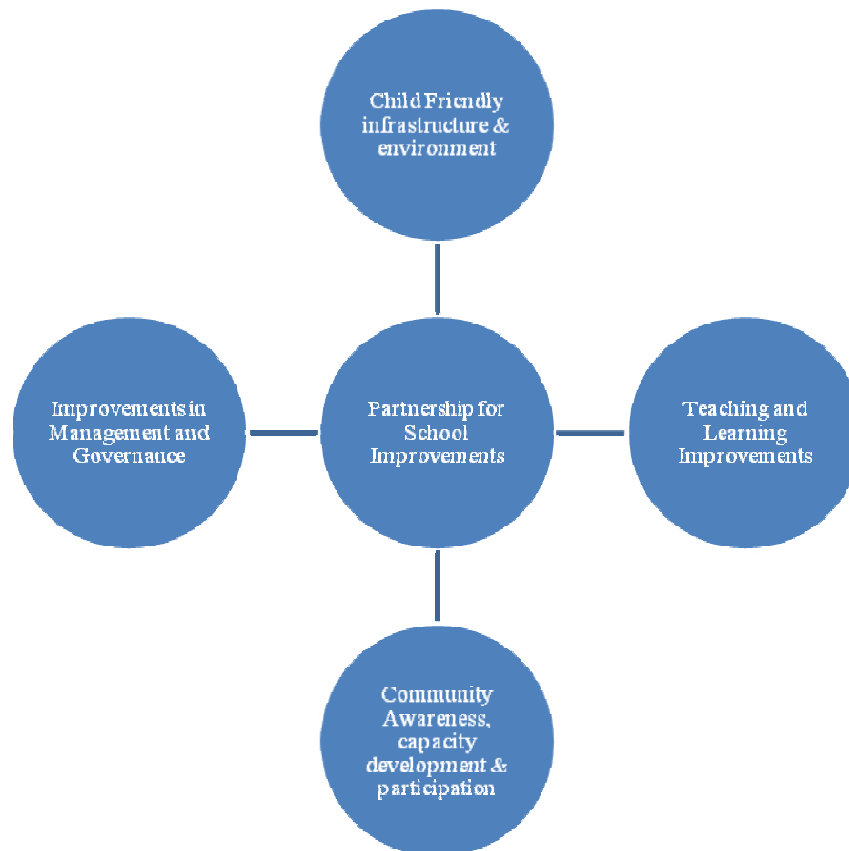 Child Friendly
infrastructure &
environment
Improvements in
Management and
Governance
Partnership for
School
Improvements
Teaching and
Learning
Improvements
Community
Awareness,
capacity
development &
participation